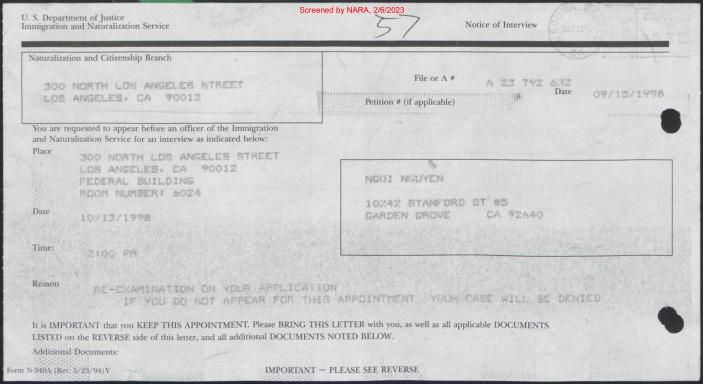 Screened by NARA, 2/6/2023
U. S. Department of Justice
Immigration and Naturalization Service
57
Notice of Interview
Naturalization and Citizenship Branch
300 NORTH LOS ANGELES STREET
LOS ANGELES, CA 90012
File or A # A 23 792 632
Date 09/15/1998
Petition # (if applicable)
You are requested to appear before an officer of the Immigration
and Naturalization Service for an interview as indicated below:
Place
300 NORTH LOS ANGELES STREET
LOS ANGELES, CA 90012
FEDERAL BUILDING
ROOM NUMBER: 6024
NGOI NGUYEN
10242 STANFORD ST #5
GARDEN GROVE CA 92640
Date 10/13/1998
Time: 2:00 PM
Reason RE-EXAMINATION ON YOUR APPLICATION
IF YOU DO NOT APPEAR FOR THIS APPOINTMENT, YOUR CASE WILL BE DENIED
It is IMPORTANT that you KEEP THIS APPOINTMENT. Please BRING THIS LETTER with you, as well as all applicable DOCUMENTS
LISTED on the REVERSE side of this letter, and all additional DOCUMENTS NOTED BELOW.
Additional Documents:
Form N-340A (Rev. 5/23/94)Y
IMPORTANT — PLEASE SEE REVERSE